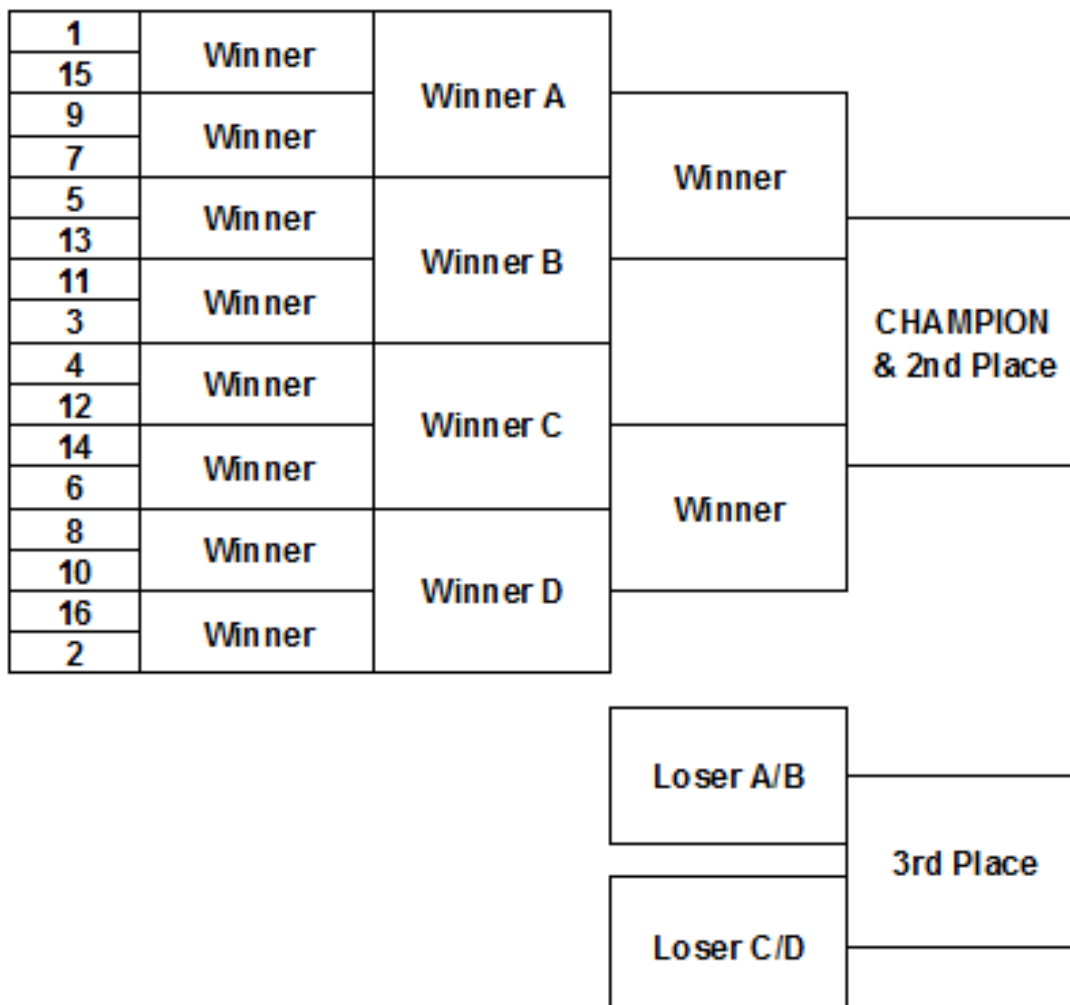 1
15
9
7
5
13
11
3
4
12
14
6
8
10
16
2
Winner
Winner
Winner
Winner
Winner
Winner
Winner
Winner
Winner A
Winner B
Winner C
Winner D
Winner
Winner
CHAMPION
& 2nd Place
Loser A/B
Loser C/D
3rd Place